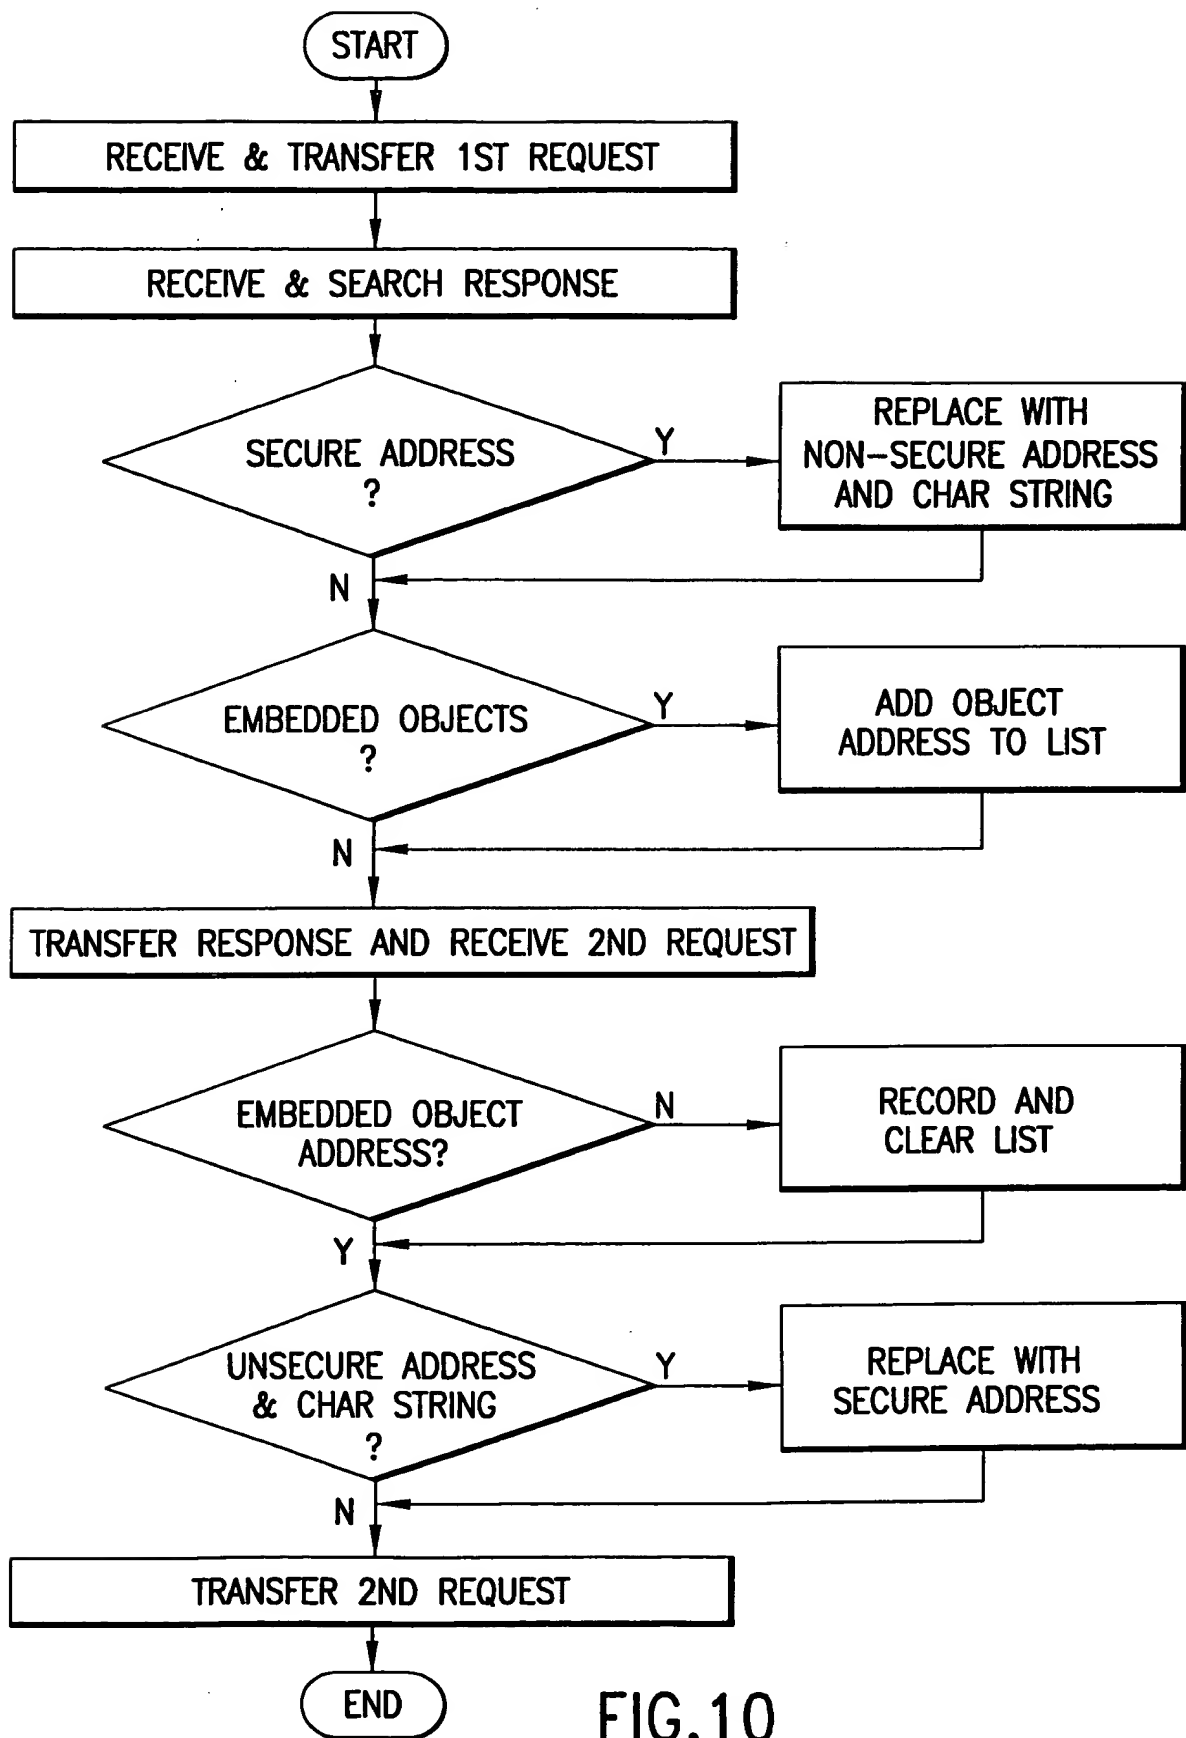 START
RECEIVE & TRANSFER 1ST REQUEST
RECEIVE & SEARCH RESPONSE
SECURE ADDRESS
?
Y
REPLACE WITH
NON-SECURE ADDRESS
AND CHAR STRING
N
EMBEDDED OBJECTS
?
Y
ADD OBJECT
ADDRESS TO LIST
N
TRANSFER RESPONSE AND RECEIVE 2ND REQUEST
EMBEDDED OBJECT
ADDRESS?
N
RECORD AND
CLEAR LIST
Y
UNSECURE ADDRESS
& CHAR STRING
?
Y
REPLACE WITH
SECURE ADDRESS
N
TRANSFER 2ND REQUEST
END
FIG.10